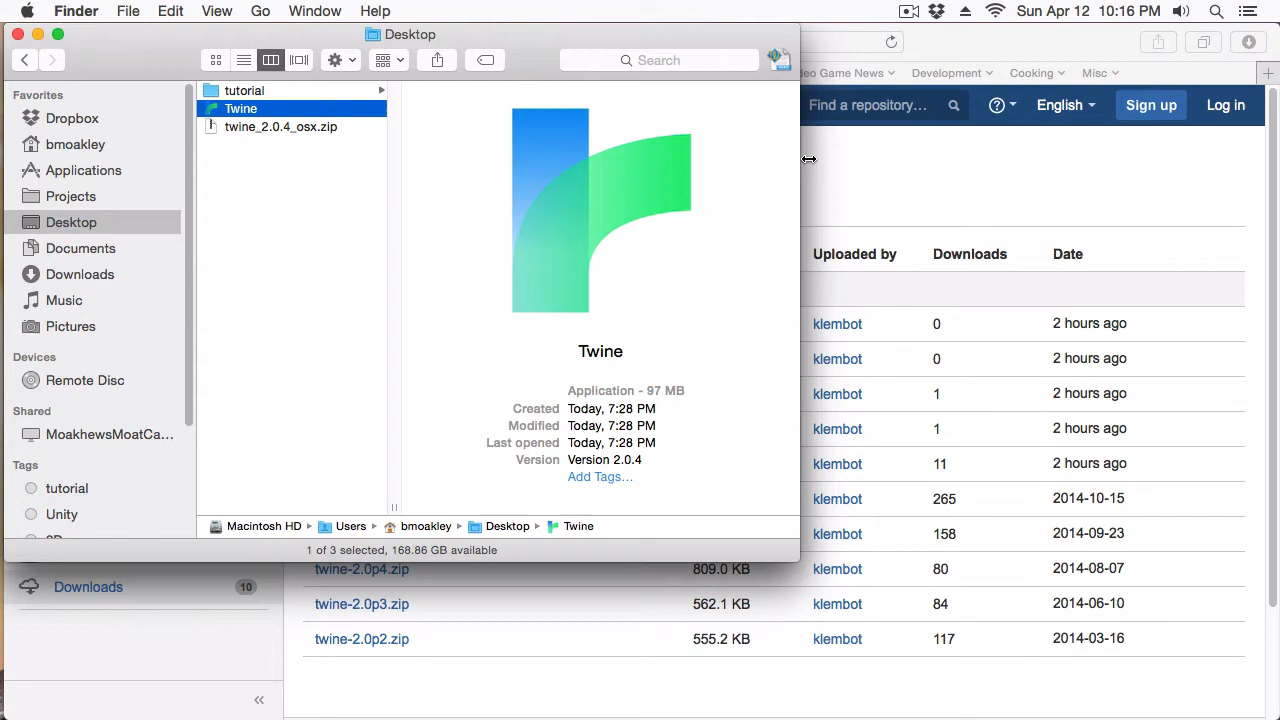 Finder File Edit View Go Window Help Sun Apr 12 10:16 PM
Desktop
Search
Favorites
Dropbox
bmoakley
Applications
Projects
Desktop
Documents
Downloads
Music
Pictures
Devices
Remote Disc
Shared
MoakhewsMoatCa...
Tags
tutorial
Unity
tutorial
Twine
twine_2.0.4_osx.zip
Twine
Application - 97 MB
Created Today, 7:28 PM
Modified Today, 7:28 PM
Last opened Today, 7:28 PM
Version Version 2.0.4
Add Tags...
Macintosh HD Users bmoakley Desktop Twine
1 of 3 selected, 168.86 GB available
deo Game News Development Cooking Misc
Find a repository... English Sign up Log in
Uploaded by Downloads Date
klembot 0 2 hours ago
klembot 0 2 hours ago
klembot 1 2 hours ago
klembot 1 2 hours ago
klembot 11 2 hours ago
klembot 265 2014-10-15
klembot 158 2014-09-23
twine-2.0p4.zip 809.0 KB klembot 80 2014-08-07
Downloads 10
twine-2.0p3.zip 562.1 KB klembot 84 2014-06-10
twine-2.0p2.zip 555.2 KB klembot 117 2014-03-16